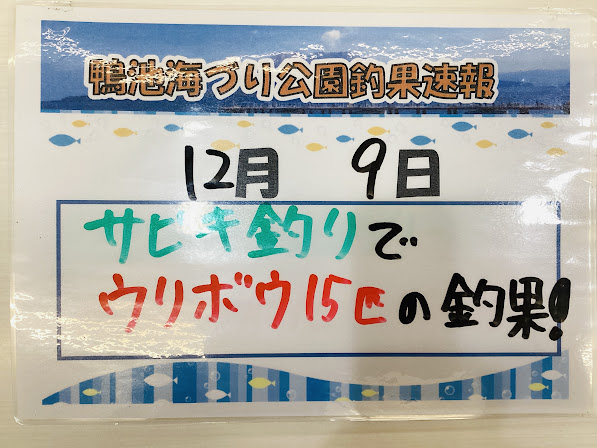 鴨池海づり公園釣果速報
12月 9日
サビキ釣りで
ウリボウ15匹の釣果!